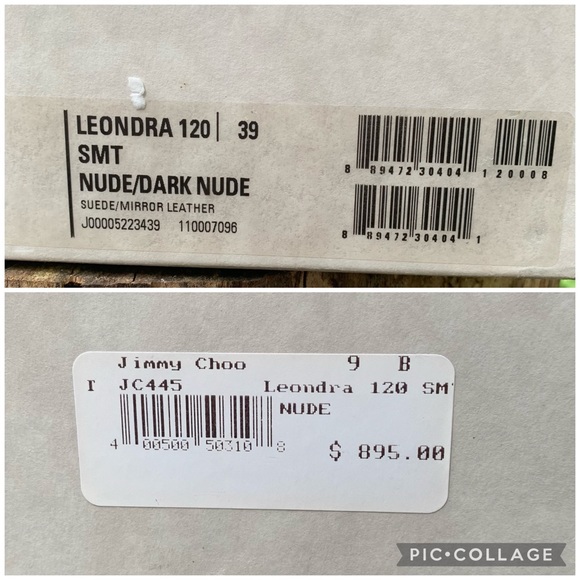 LEONDRA 120 39
SMT
NUDE/DARK NUDE
SUEDE/MIRROR LEATHER
J00005223439 110007096
8 89472 30404 1 20008
8 89472 30404 1
Jimmy Choo 9 B
JC445 Leondra 120 SM
NUDE
4 00500 50310 8
$ 895.00
PIC•COLLAGE